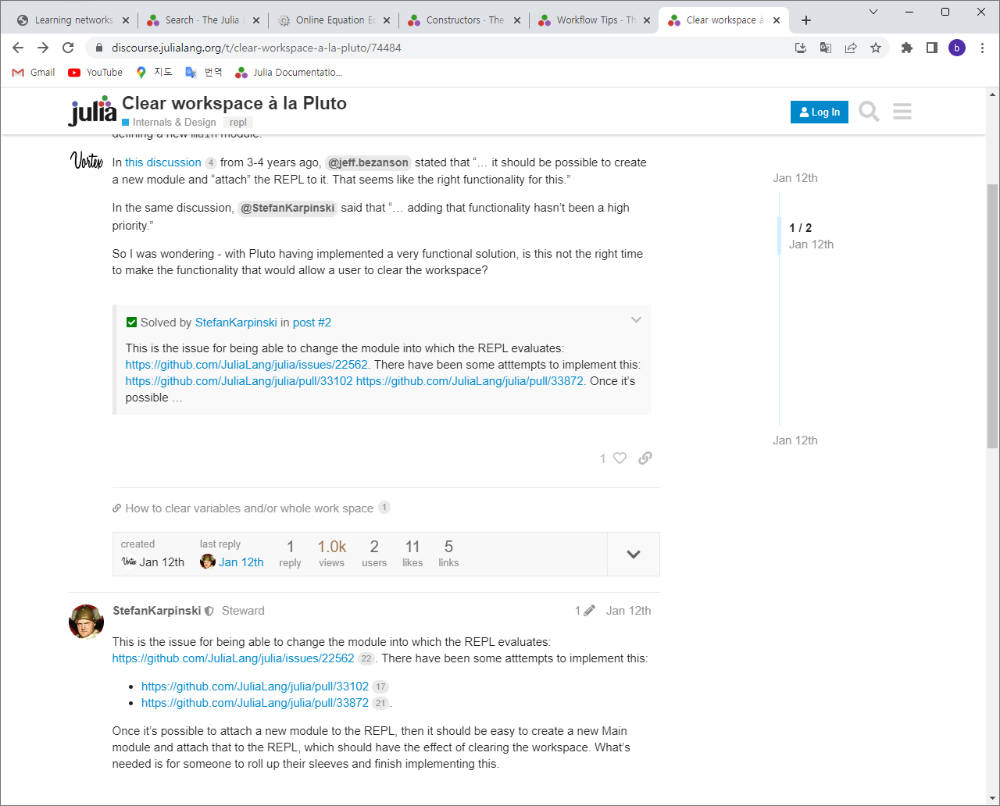 Learning networks
Search · The Julia L
Online Equation Ec
Constructors · The
Workflow Tips · Th
Clear workspace à
discourse.julialang.org/t/clear-workspace-a-la-pluto/74484
b
Gmail
YouTube
지도
번역
Julia Documentatio...
julia
Clear workspace à la Pluto
Internals & Design repl
Log In
defining a new Main module.
Vortex
In this discussion 4 from 3-4 years ago, @jeff.bezanson stated that “… it should be possible to create
a new module and “attach” the REPL to it. That seems like the right functionality for this.”
In the same discussion, @StefanKarpinski said that “… adding that functionality hasn’t been a high
priority.”
So I was wondering - with Pluto having implemented a very functional solution, is this not the right time
to make the functionality that would allow a user to clear the workspace?
Solved by StefanKarpinski in post #2
This is the issue for being able to change the module into which the REPL evaluates:
https://github.com/JuliaLang/julia/issues/22562. There have been some atttempts to implement this:
https://github.com/JuliaLang/julia/pull/33102 https://github.com/JuliaLang/julia/pull/33872. Once it’s
possible …
1
How to clear variables and/or whole work space 1
created
Vortex Jan 12th
last reply
Jan 12th
1
reply
1.0k
views
2
users
11
likes
5
links
StefanKarpinski Steward
1 Jan 12th
This is the issue for being able to change the module into which the REPL evaluates:
https://github.com/JuliaLang/julia/issues/22562 22. There have been some atttempts to implement this:
• https://github.com/JuliaLang/julia/pull/33102 17
• https://github.com/JuliaLang/julia/pull/33872 21.
Once it’s possible to attach a new module to the REPL, then it should be easy to create a new Main
module and attach that to the REPL, which should have the effect of clearing the workspace. What’s
needed is for someone to roll up their sleeves and finish implementing this.
Jan 12th
1 / 2
Jan 12th
Jan 12th